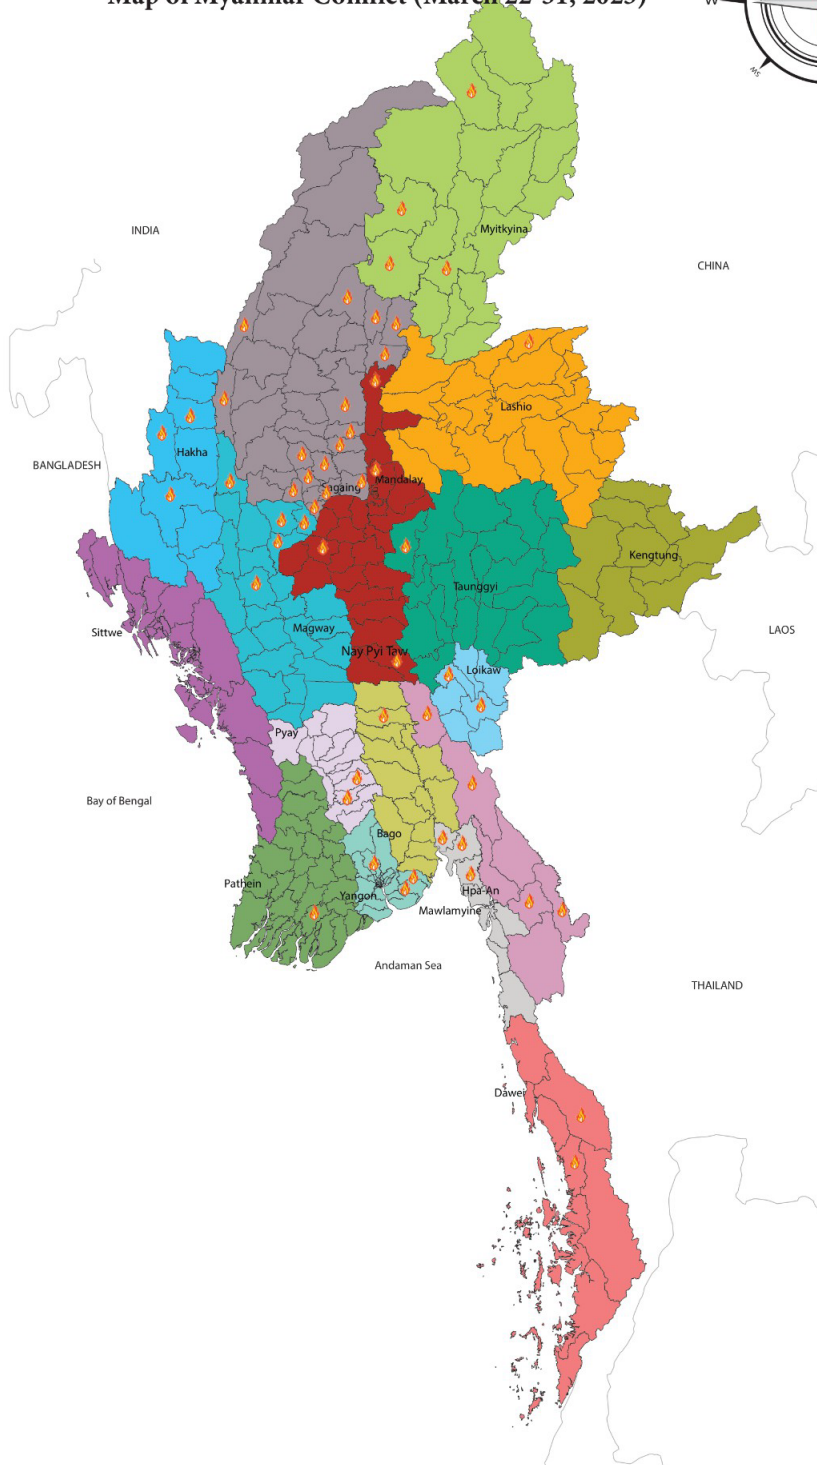 Map of Myanmar Conflict (March 22-31, 2023)
W
SW
INDIA
Myitkyina
CHINA
Lashio
Hakha
BANGLADESH
Mandalay
Sagaing
Kengtung
Taunggyi
Magway
LAOS
Sittwe
Nay Pyi Taw
Loikaw
Pyay
Bay of Bengal
Bago
Pathein
Yangon
Hpa-An
Mawlamyine
Andaman Sea
THAILAND
Dawei